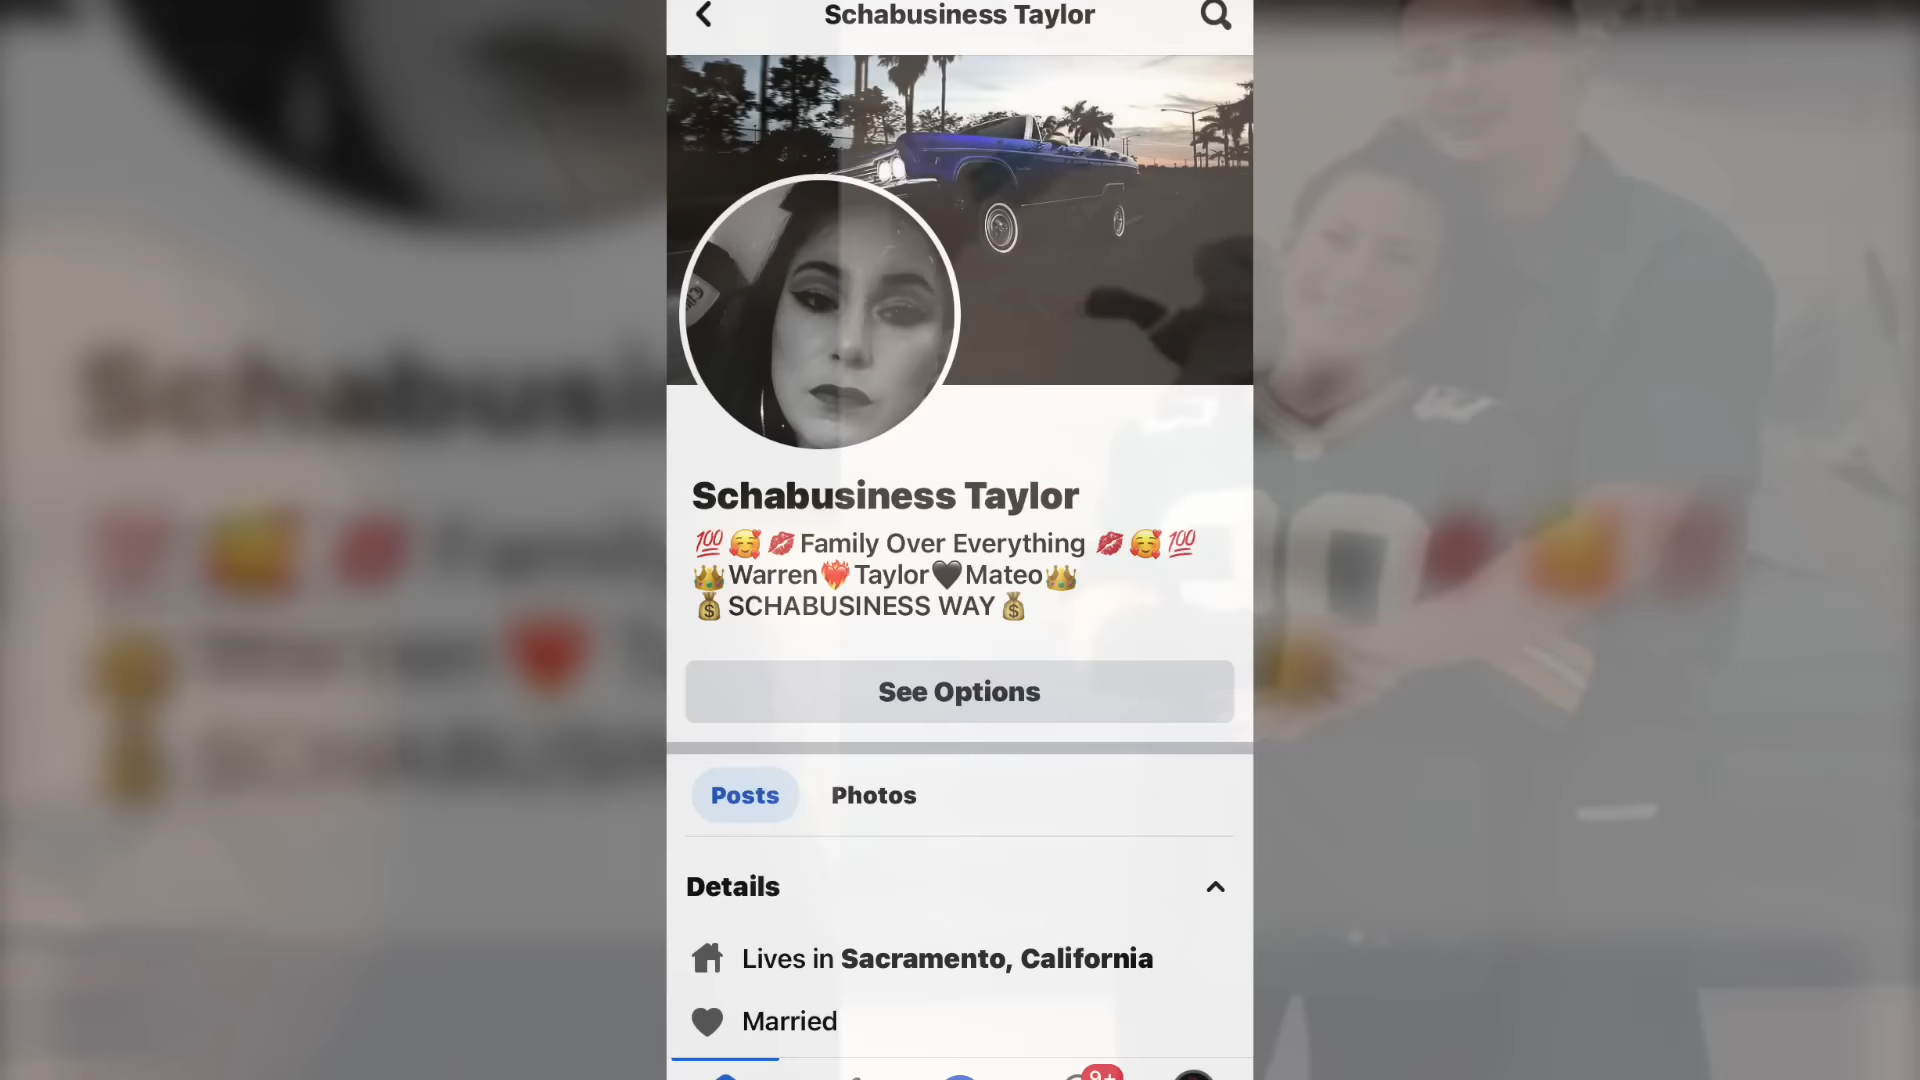 Schabusiness Taylor
Schabusiness Taylor
💯🥰💋Family Over Everything💋🥰💯
👑Warren❤️‍🔥Taylor🖤Mateo👑
💰SCHABUSINESS WAY💰
See Options
Posts Photos
Details
Lives in Sacramento, California
Married
9+